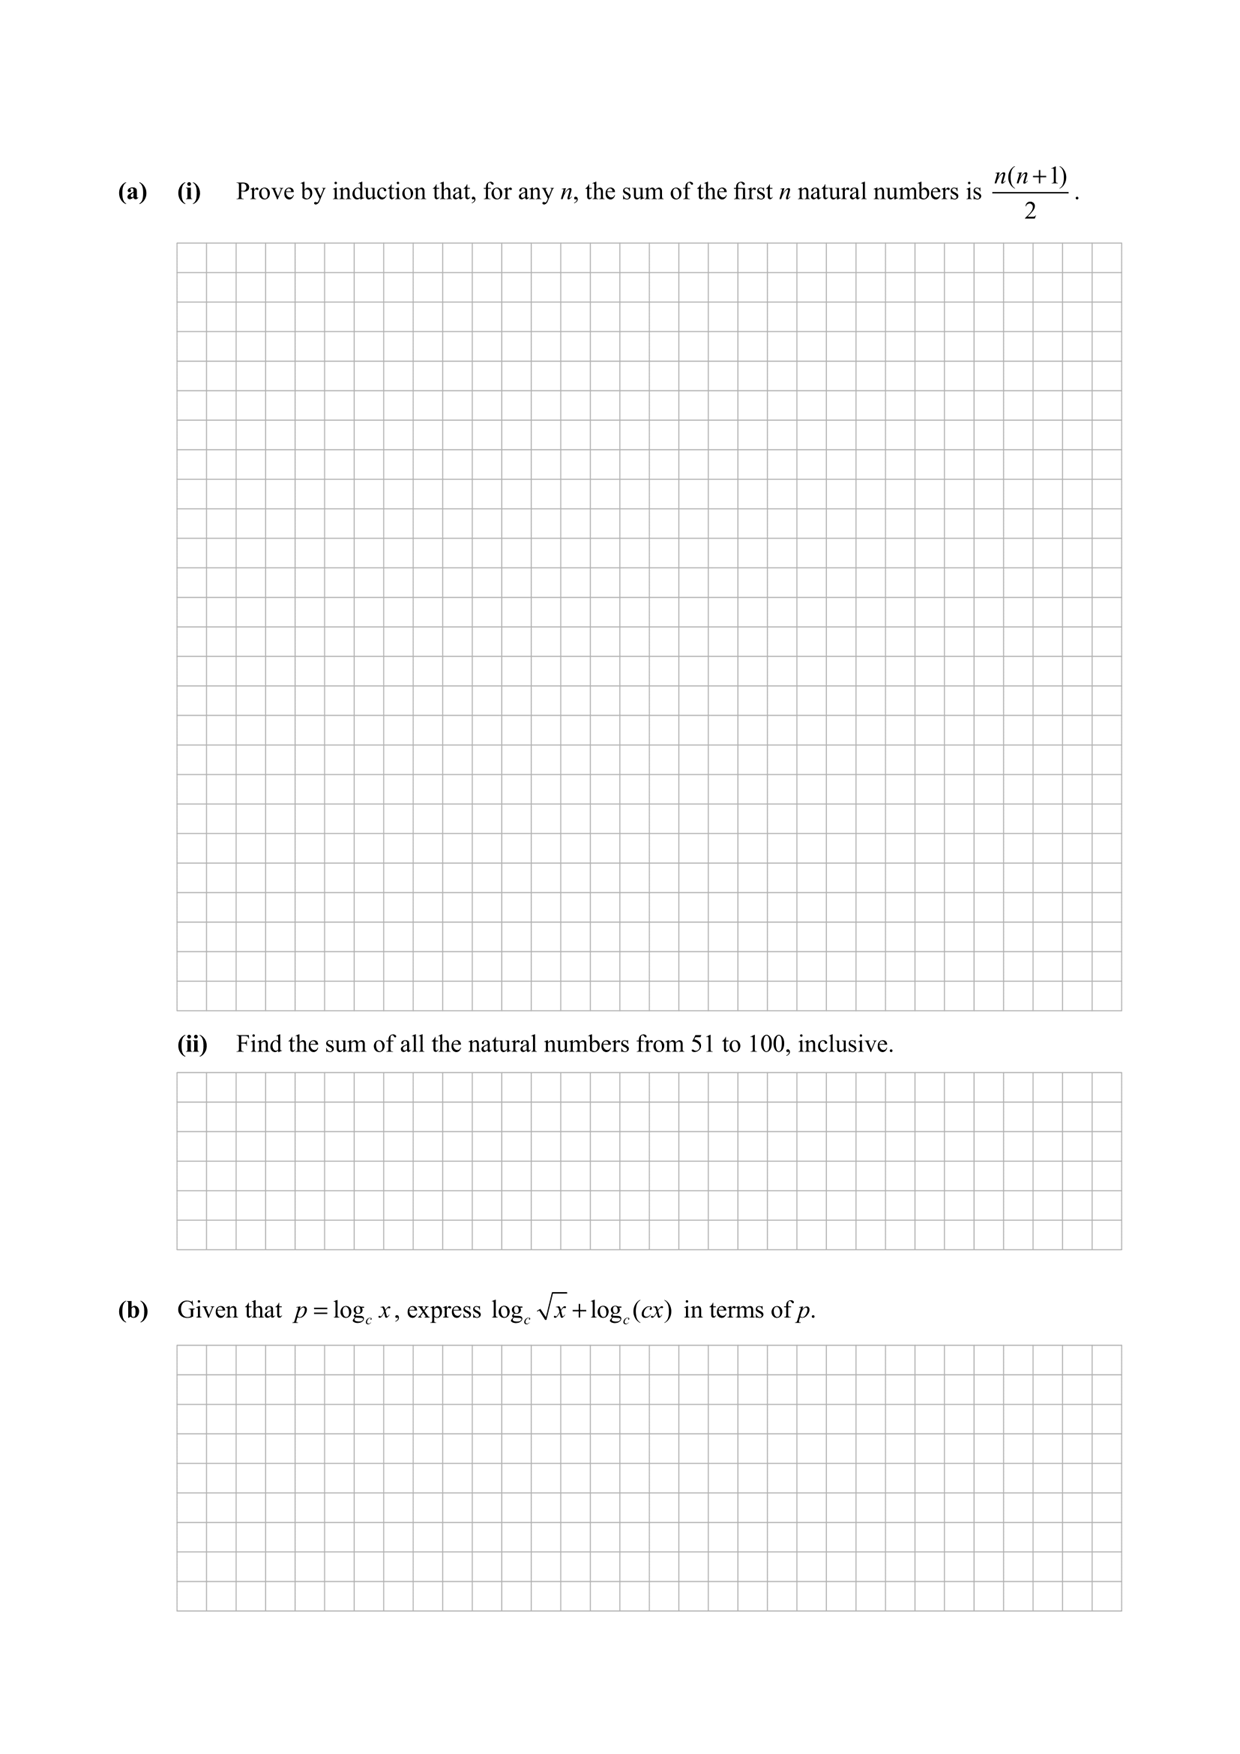 (a) (i) Prove by induction that, for any n, the sum of the first n natural numbers is n(n+1)/2 .
(ii) Find the sum of all the natural numbers from 51 to 100, inclusive.
(b) Given that p = log_c x, express log_c √x + log_c (cx) in terms of p.